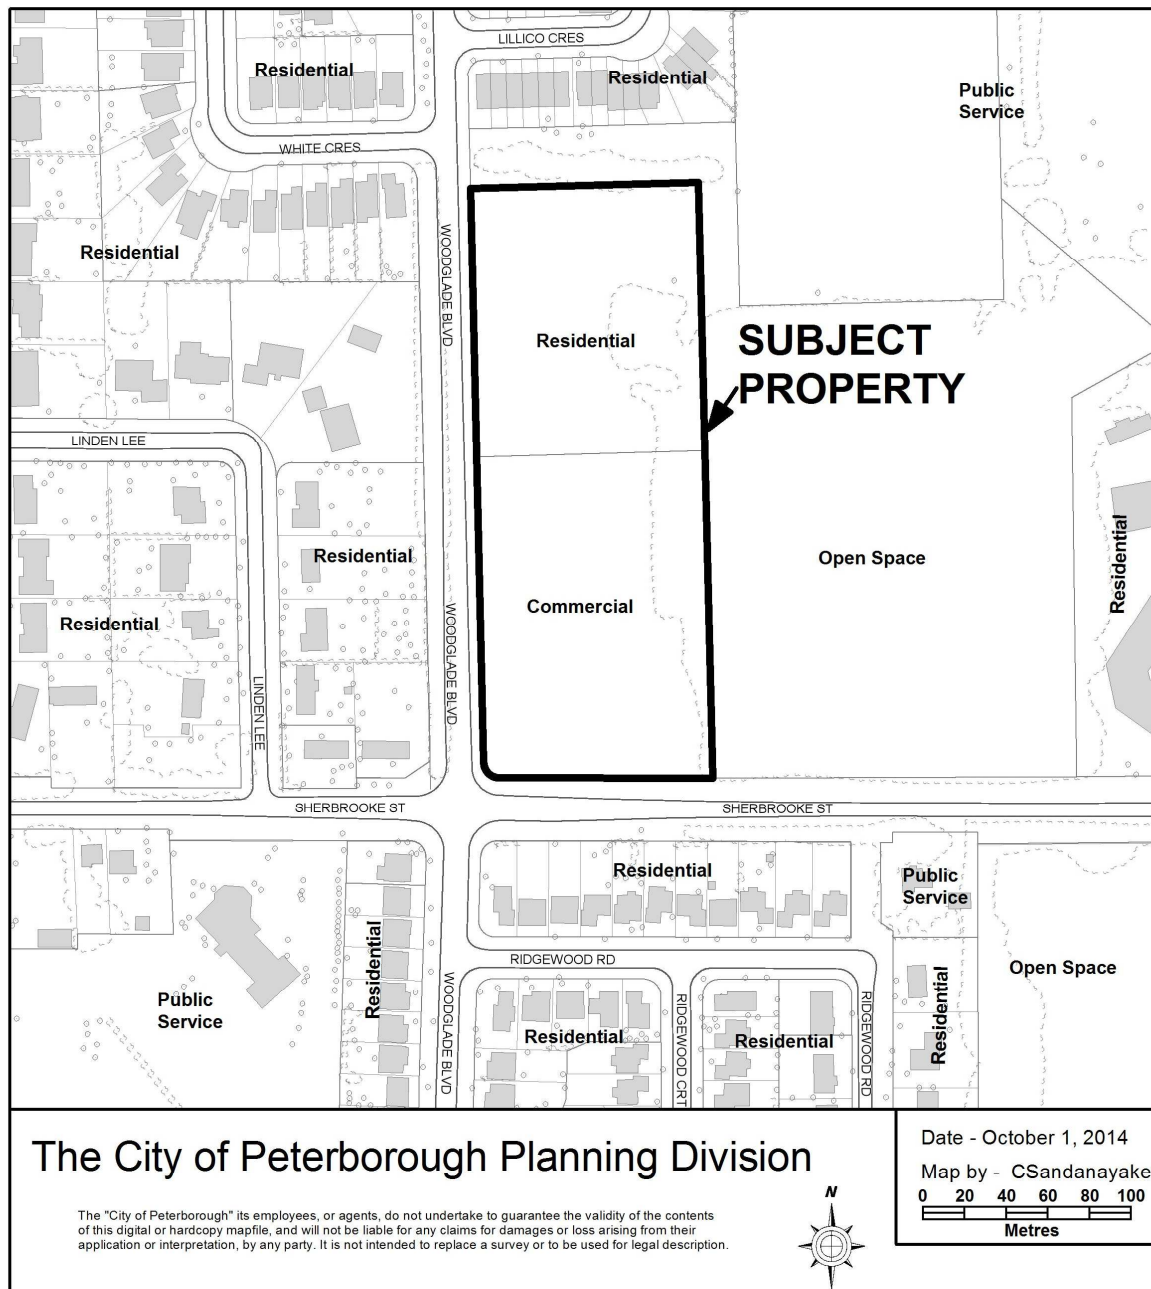 LILLICO CRES
Residential
Residential
Public
Service
WHITE CRES
Residential
WOODGLADE BLVD
Residential
SUBJECT
PROPERTY
LINDEN LEE
Residential
Open Space
Residential
Commercial
Residential
WOODGLADE BLVD
LINDEN LEE
SHERBROOKE ST
SHERBROOKE ST
Residential
Public
Service
Residential
RIDGEWOOD RD
Open Space
Public
Service
WOODGLADE BLVD
Residential
RIDGEWOOD CRT
Residential
RIDGEWOOD RD
Residential
The City of Peterborough Planning Division
The "City of Peterborough" its employees, or agents, do not undertake to guarantee the validity of the contents
of this digital or hardcopy mapfile, and will not be liable for any claims for damages or loss arising from their
application or interpretation, by any party. It is not intended to replace a survey or to be used for legal description.
N
Date - October 1, 2014
Map by - CSandanayake
0 20 40 60 80 100
Metres